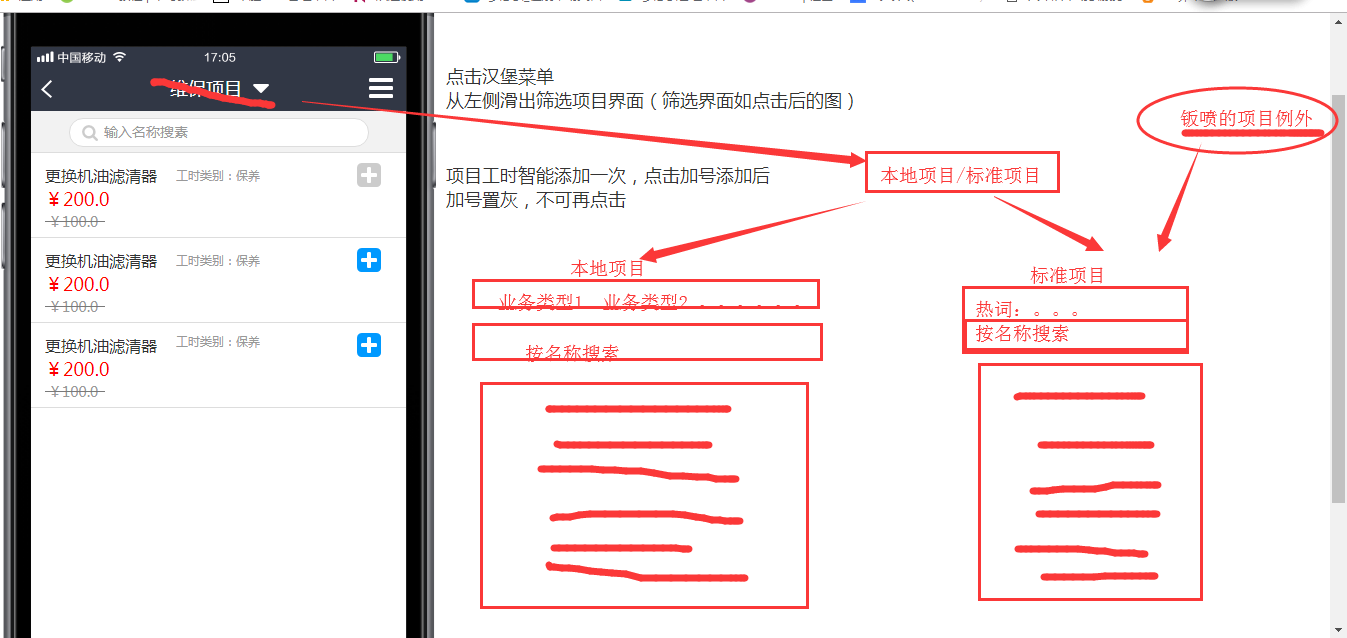 中国移动
17:05
维保项目
输入名称搜素
更换机油滤清器 工时类别：保养
￥200.0
￥100.0
更换机油滤清器 工时类别：保养
￥200.0
￥100.0
更换机油滤清器 工时类别：保养
￥200.0
￥100.0
点击汉堡菜单
从左侧滑出筛选项目界面（筛选界面如点击后的图）
项目工时智能添加一次，点击加号添加后
加号置灰，不可再点击
钣喷的项目例外
本地项目/标准项目
本地项目
业务类型1 业务类型2 。。。。。。
按名称搜索
标准项目
热词：。。。
按名称搜索